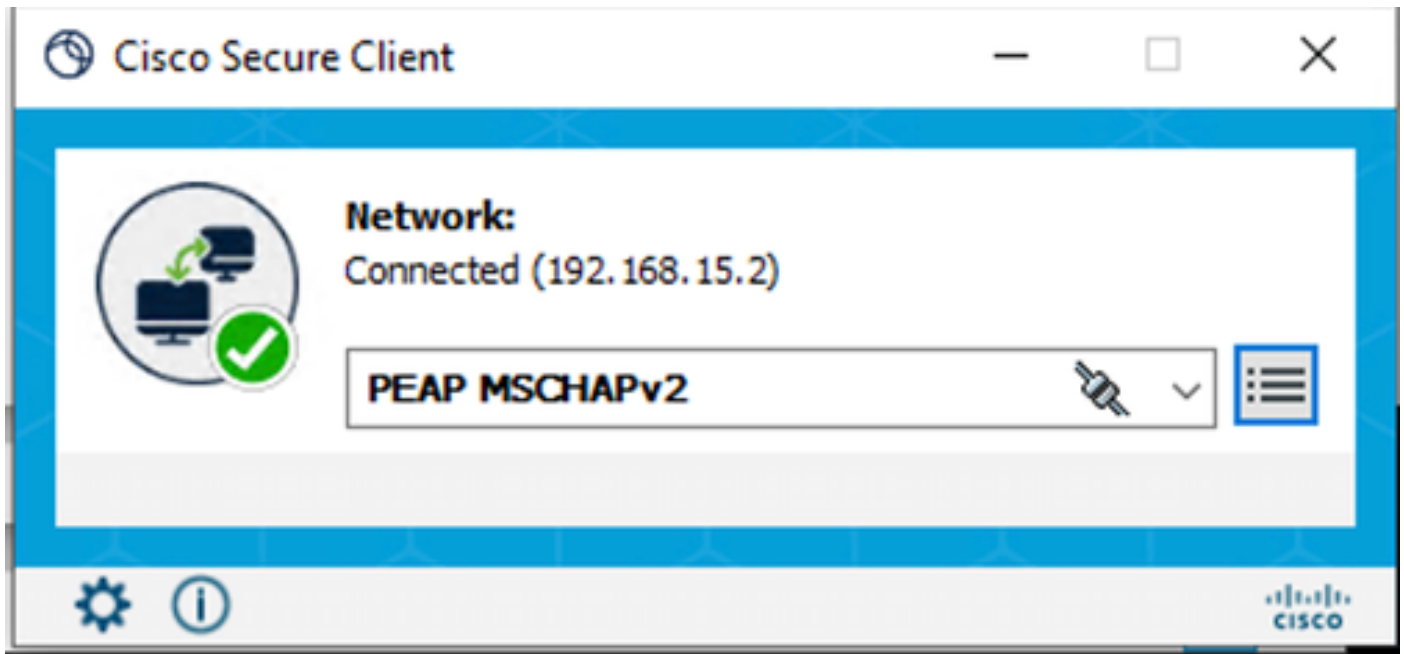 Cisco Secure Client
Network:
Connected (192.168.15.2)
PEAP MSCHAPv2
CISCO